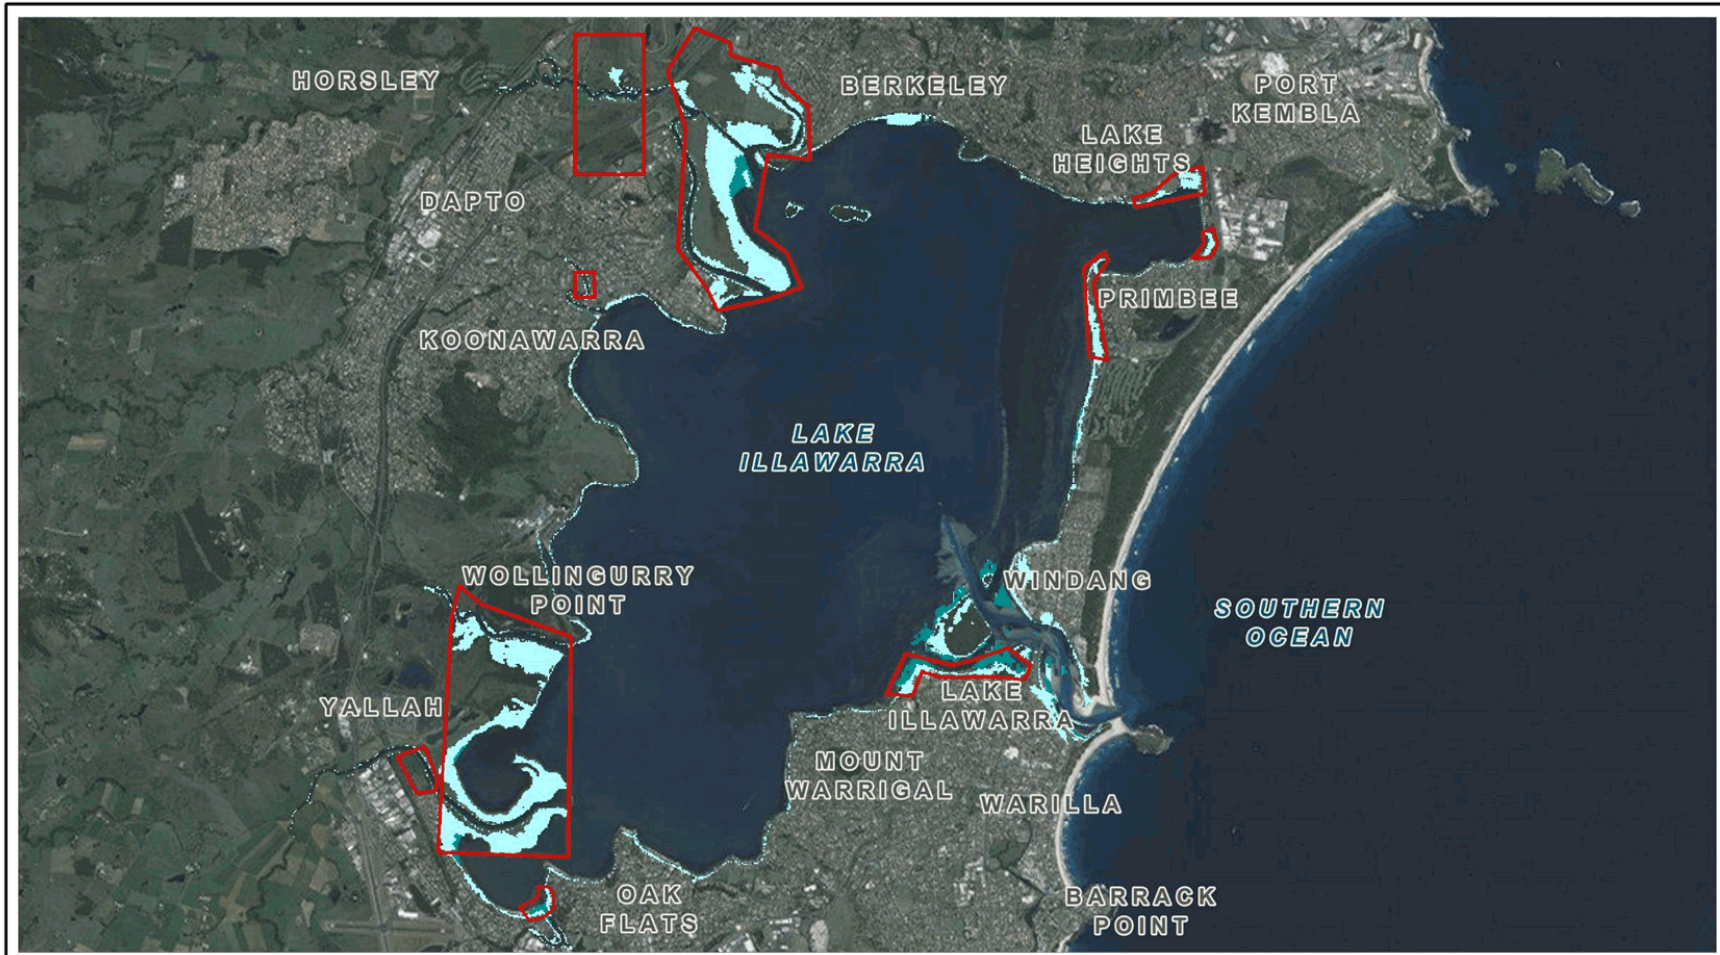 HORSLEY
BERKELEY
PORT
KEMBLA
LAKE
HEIGHTS
DAPTO
PRIMBEE
KOONAWARRA
LAKE
ILLAWARRA
WOLLINGURRY
POINT
WINDANG
SOUTHERN
OCEAN
YALLAH
LAKE
ILLAWARRA
MOUNT
WARRIGAL
WARILLA
OAK
FLATS
BARRACK
POINT